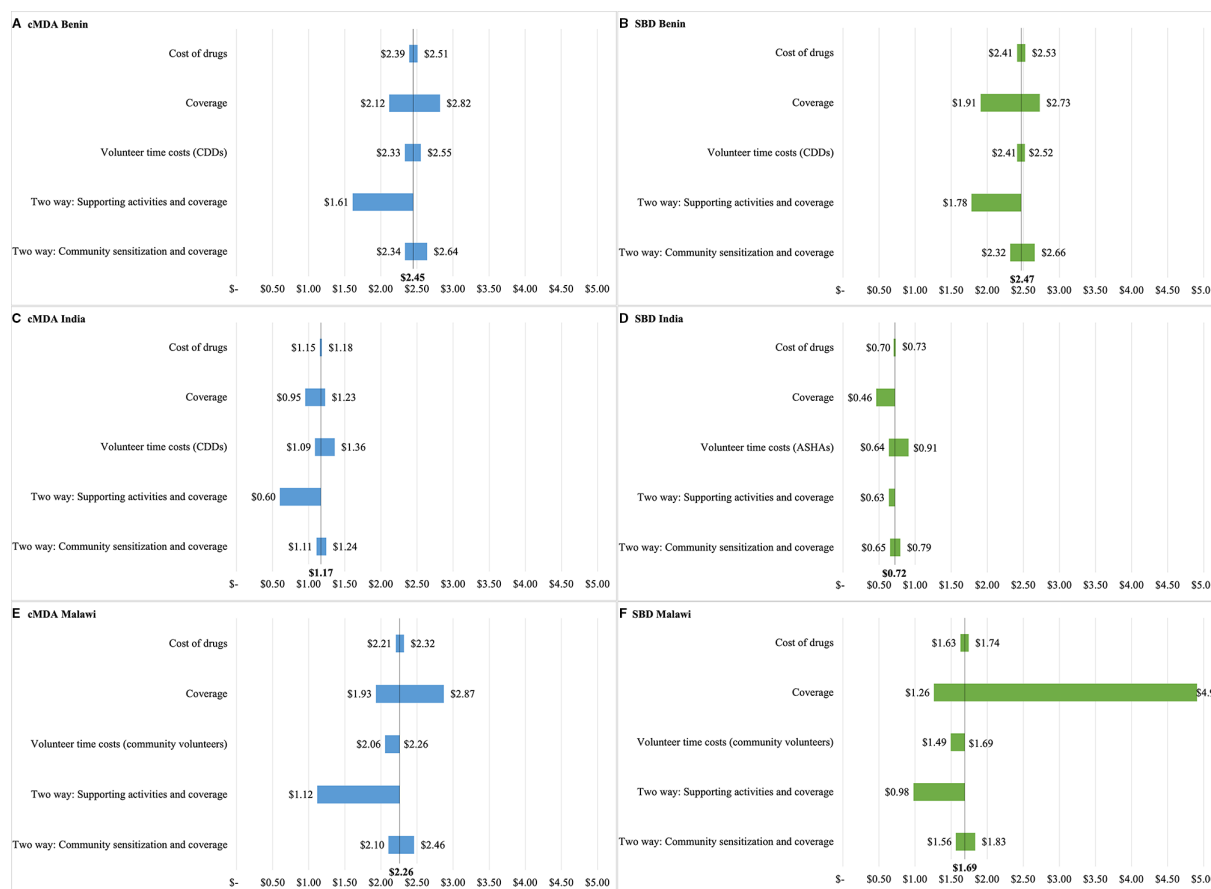 A cMDA Benin
Cost of drugs $2.39 $2.51
Coverage $2.12 $2.82
Volunteer time costs (CDDs) $2.33 $2.55
Two way: Supporting activities and coverage $1.61
Two way: Community sensitization and coverage $2.34 $2.64
$2.45
$- $0.50 $1.00 $1.50 $2.00 $2.50 $3.00 $3.50 $4.00 $4.50 $5.00
B SBD Benin
Cost of drugs $2.41 $2.53
Coverage $1.91 $2.73
Volunteer time costs (CDDs) $2.41 $2.52
Two way: Supporting activities and coverage $1.78
Two way: Community sensitization and coverage $2.32 $2.66
$2.47
$- $0.50 $1.00 $1.50 $2.00 $2.50 $3.00 $3.50 $4.00 $4.50 $5.0
C cMDA India
Cost of drugs $1.15 $1.18
Coverage $0.95 $1.23
Volunteer time costs (CDDs) $1.09 $1.36
Two way: Supporting activities and coverage $0.60
Two way: Community sensitization and coverage $1.11 $1.24
$1.17
$- $0.50 $1.00 $1.50 $2.00 $2.50 $3.00 $3.50 $4.00 $4.50 $5.00
D SBD India
Cost of drugs $0.70 $0.73
Coverage $0.46
Volunteer time costs (ASHAs) $0.64 $0.91
Two way: Supporting activities and coverage $0.63
Two way: Community sensitization and coverage $0.65 $0.79
$0.72
$- $0.50 $1.00 $1.50 $2.00 $2.50 $3.00 $3.50 $4.00 $4.50 $5.0
E cMDA Malawi
Cost of drugs $2.21 $2.32
Coverage $1.93 $2.87
Volunteer time costs (community volunteers) $2.06 $2.26
Two way: Supporting activities and coverage $1.12
Two way: Community sensitization and coverage $2.10 $2.46
$2.26
$- $0.50 $1.00 $1.50 $2.00 $2.50 $3.00 $3.50 $4.00 $4.50 $5.00
F SBD Malawi
Cost of drugs $1.63 $1.74
Coverage $1.26
Volunteer time costs (community volunteers) $1.49 $1.69
Two way: Supporting activities and coverage $0.98
Two way: Community sensitization and coverage $1.56 $1.83
$1.69
$- $0.50 $1.00 $1.50 $2.00 $2.50 $3.00 $3.50 $4.00 $4.50 $5.0